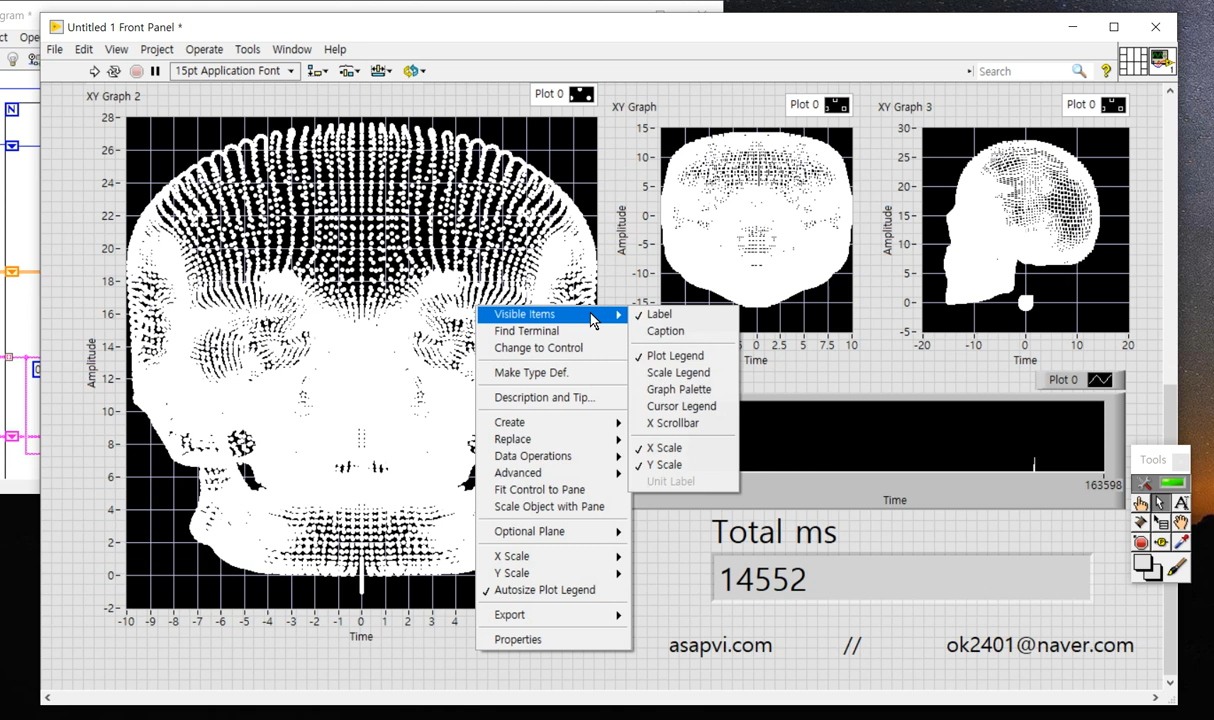 gram *
ct
Ope
Untitled 1 Front Panel *
File Edit View Project Operate Tools Window Help
15pt Application Font
Search
?
1
XY Graph 2
Plot 0
28
26
24
22
20
18
16
14
12
10
8
6
4
2
0
-2
Amplitude
-10 -9 -8 -7 -6 -5 -4 -3 -2 -1 0 1 2 3 4
Time
XY Graph
Plot 0
15
10
5
0
-5
-10
-15
Amplitude
5 7.5 10
Time
XY Graph 3
Plot 0
30
25
20
15
10
5
0
-5
Amplitude
-20 -10 0 10 20
Time
N
Visible Items
Find Terminal
Change to Control
Make Type Def.
Description and Tip...
Create
Replace
Data Operations
Advanced
Fit Control to Pane
Scale Object with Pane
Optional Plane
X Scale
Y Scale
Autosize Plot Legend
Export
Properties
Label
Caption
Plot Legend
Scale Legend
Graph Palette
Cursor Legend
X Scrollbar
X Scale
Y Scale
Unit Label
Plot 0
163598
Time
Tools
A
Total ms
14552
asapvi.com // ok2401@naver.com